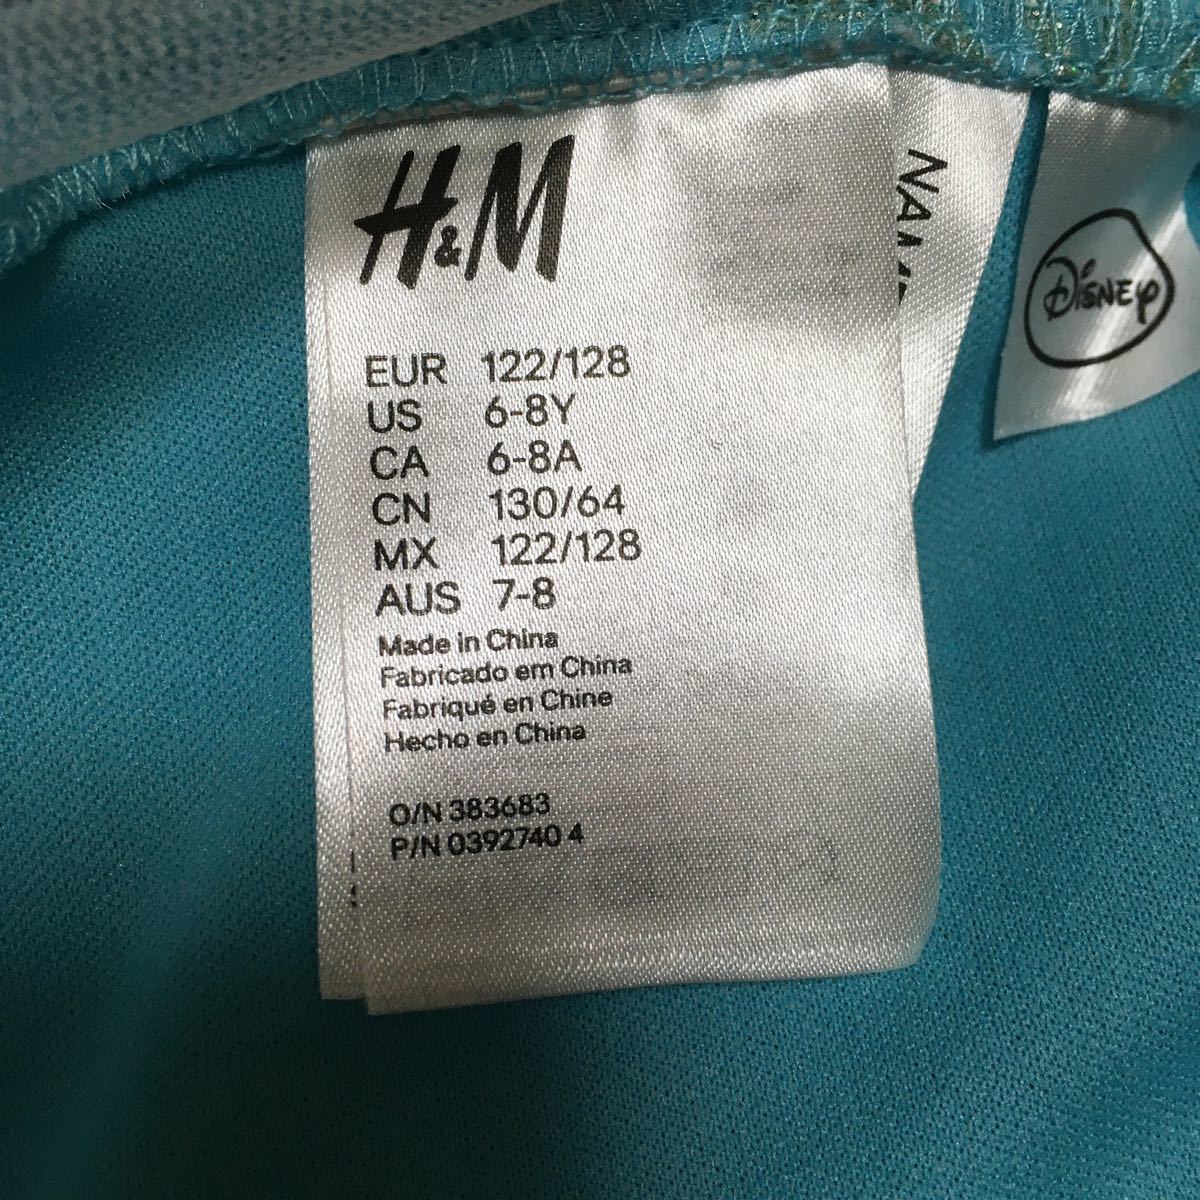 H&M
EUR 122/128
US 6-8Y
CA 6-8A
CN 130/64
MX 122/128
AUS 7-8
Made in China
Fabricado em China
Fabriqué en Chine
Hecho en China
O/N 383683
P/N 0392740 4
DISNEY